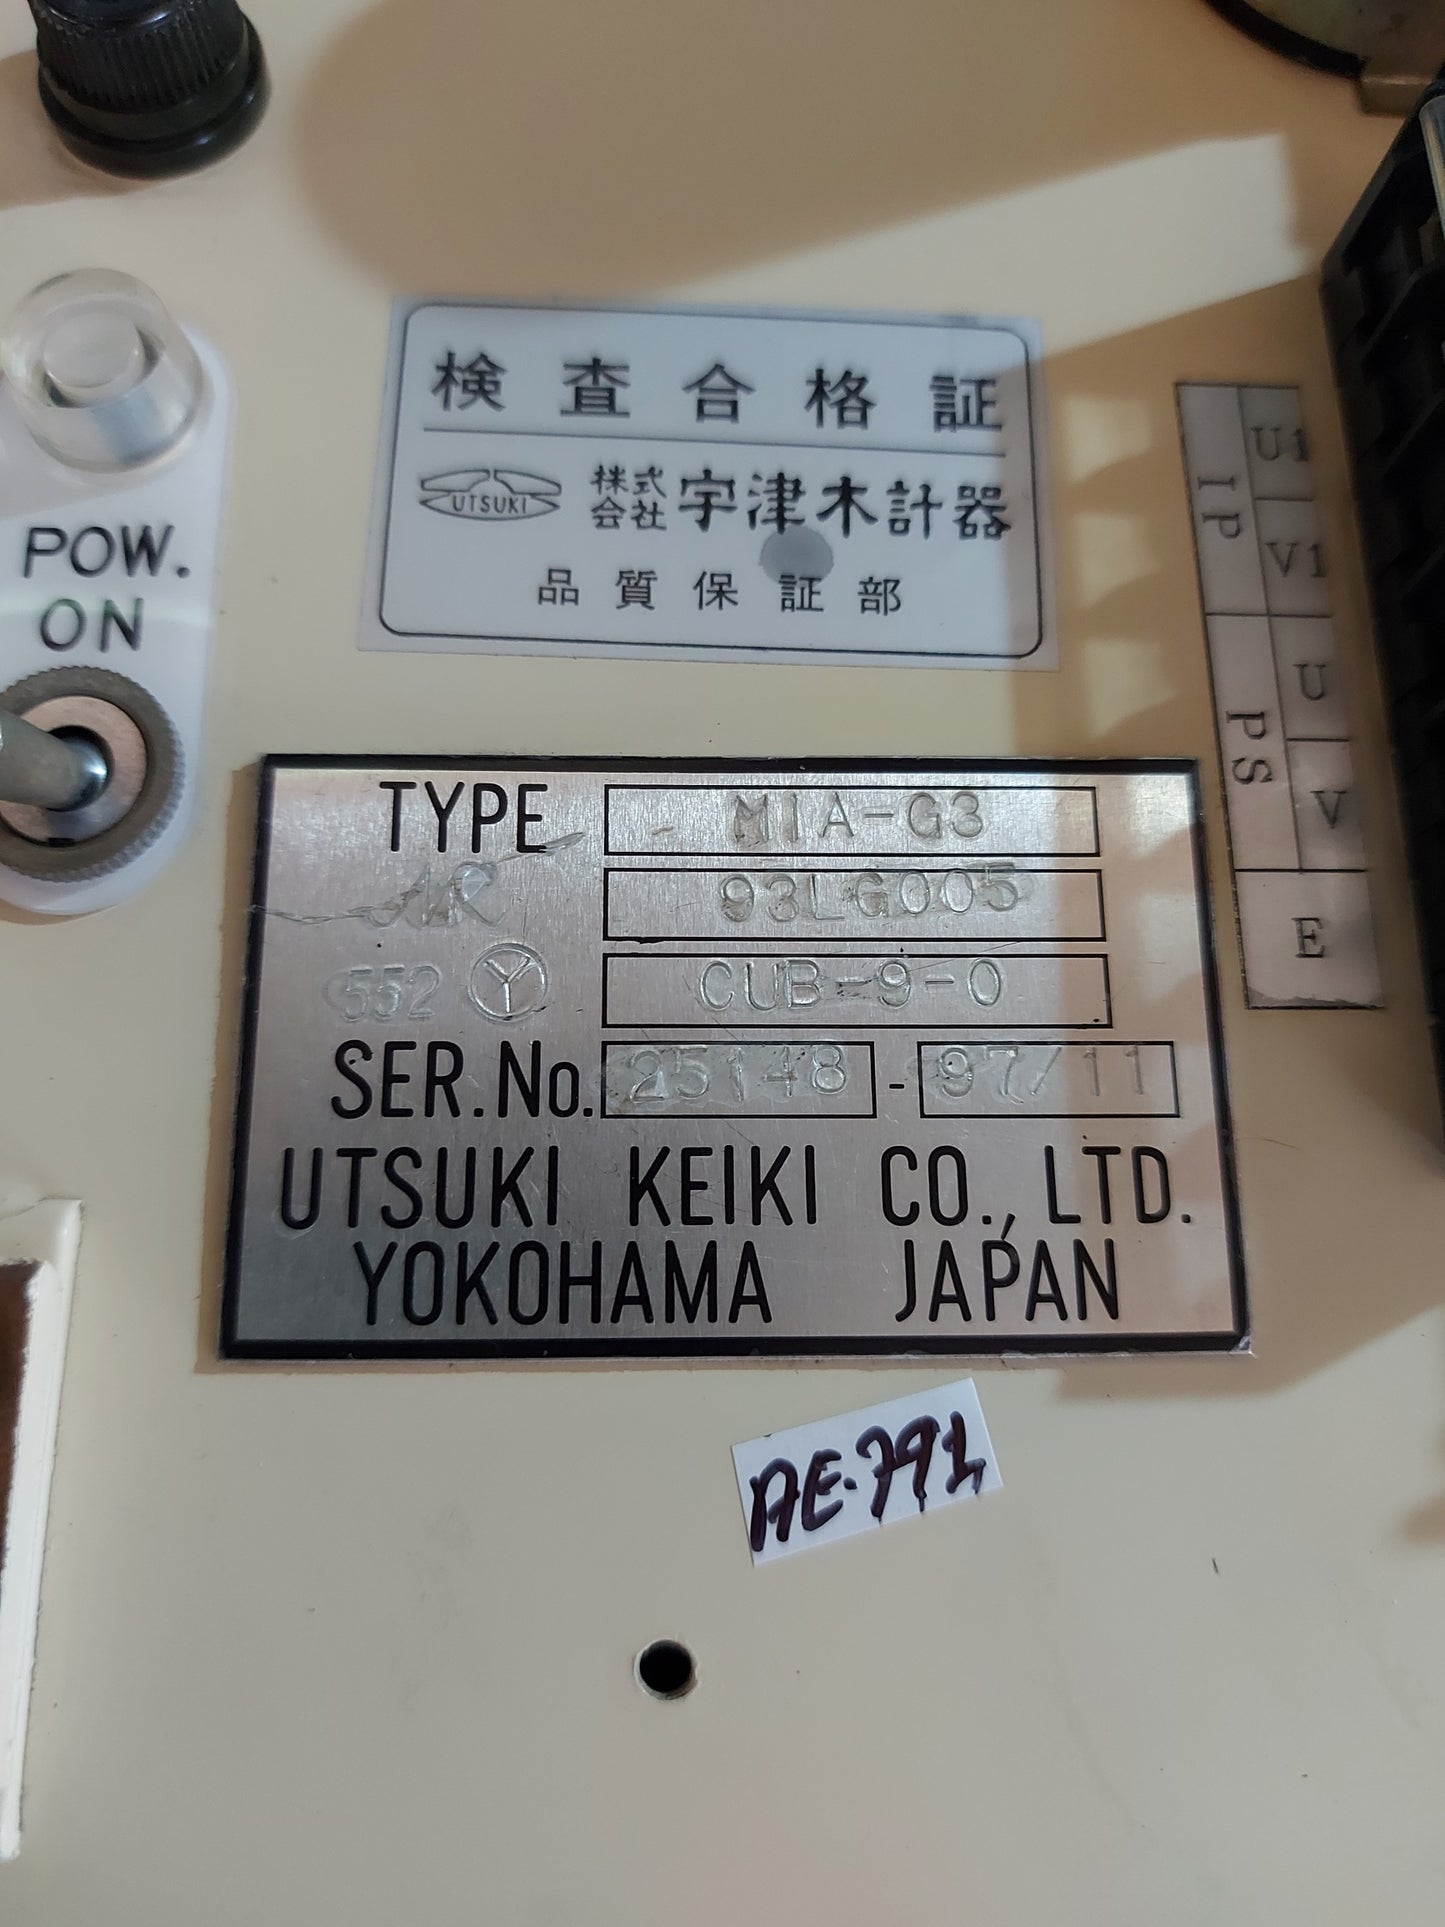 検査合格証
UTSUKI 株式会社 宇津木計器
品質保証部
POW.
ON
IP U1
V1
PS U
V
E
TYPE MIA-G3
NR 93LG005
552 Y CUB-9-0
SER.No. 25148 - 97/11
UTSUKI KEIKI CO., LTD.
YOKOHAMA JAPAN
AE-791